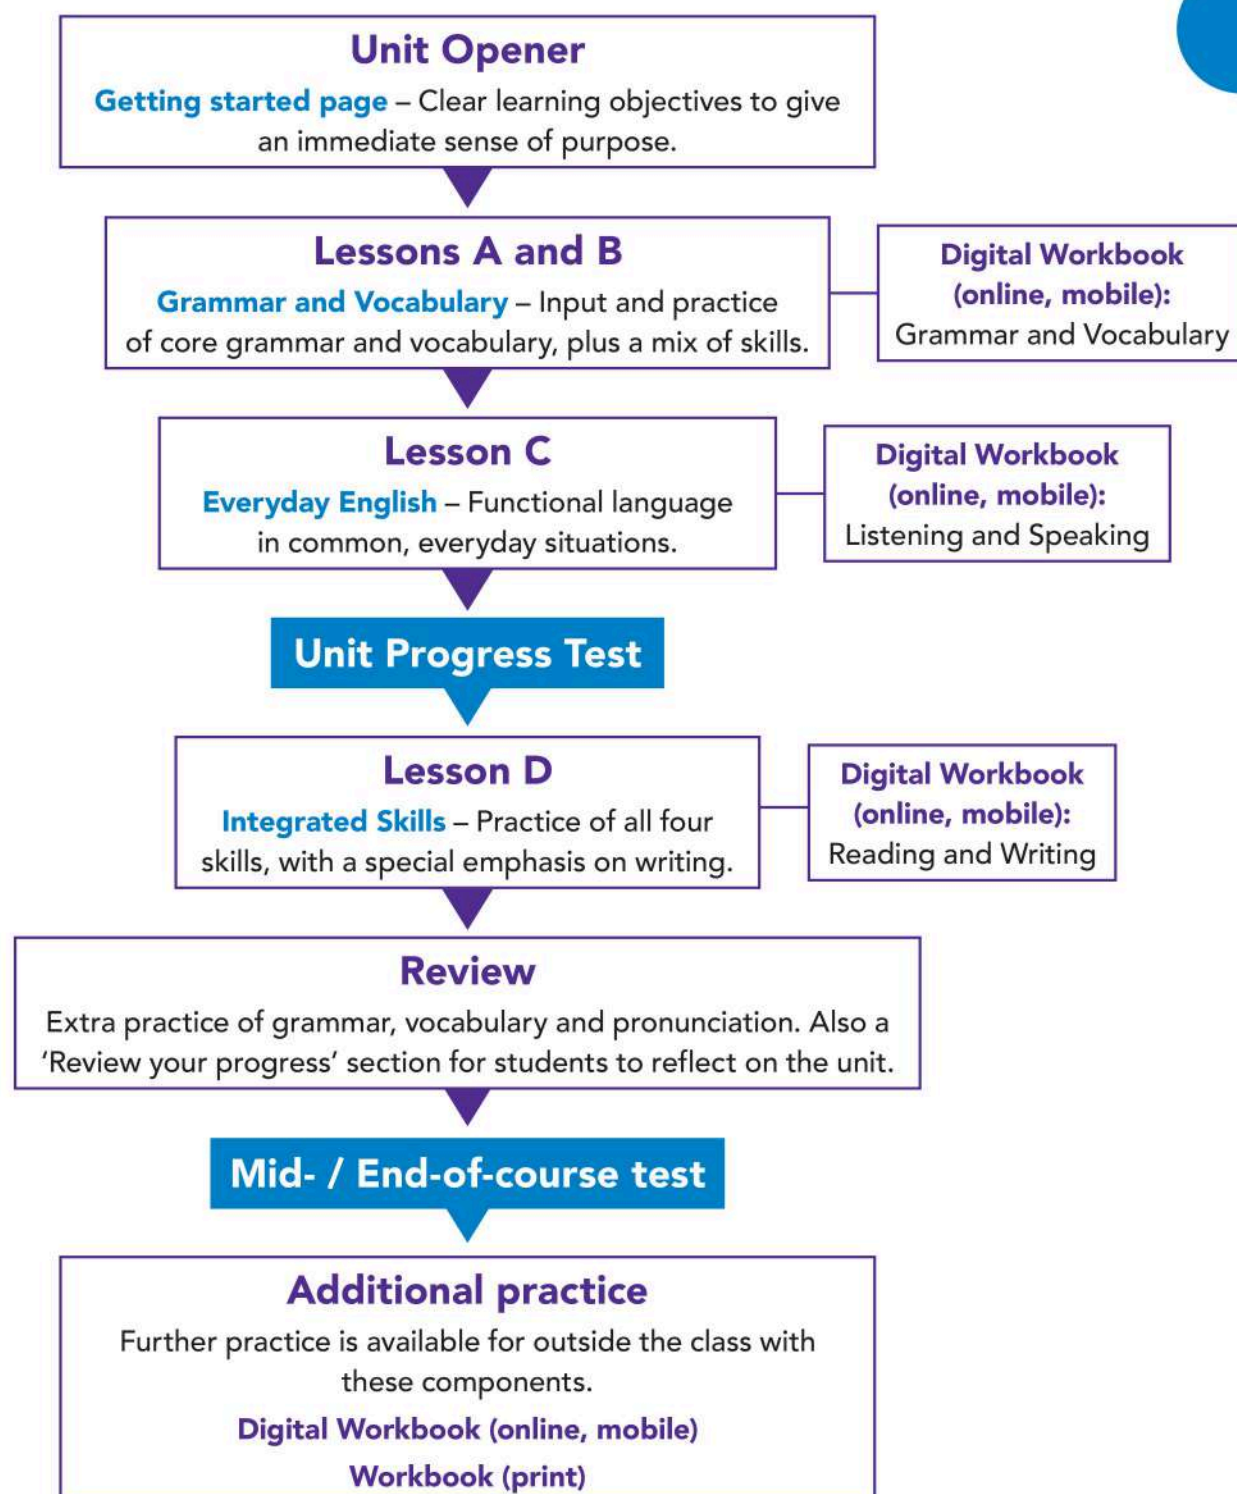 Unit Opener
Getting started page – Clear learning objectives to give
an immediate sense of purpose.
Lessons A and B
Grammar and Vocabulary – Input and practice
of core grammar and vocabulary, plus a mix of skills.
Digital Workbook
(online, mobile):
Grammar and Vocabulary
Lesson C
Everyday English – Functional language
in common, everyday situations.
Digital Workbook
(online, mobile):
Listening and Speaking
Unit Progress Test
Lesson D
Integrated Skills – Practice of all four
skills, with a special emphasis on writing.
Digital Workbook
(online, mobile):
Reading and Writing
Review
Extra practice of grammar, vocabulary and pronunciation. Also a
‘Review your progress’ section for students to reflect on the unit.
Mid- / End-of-course test
Additional practice
Further practice is available for outside the class with
these components.
Digital Workbook (online, mobile)
Workbook (print)